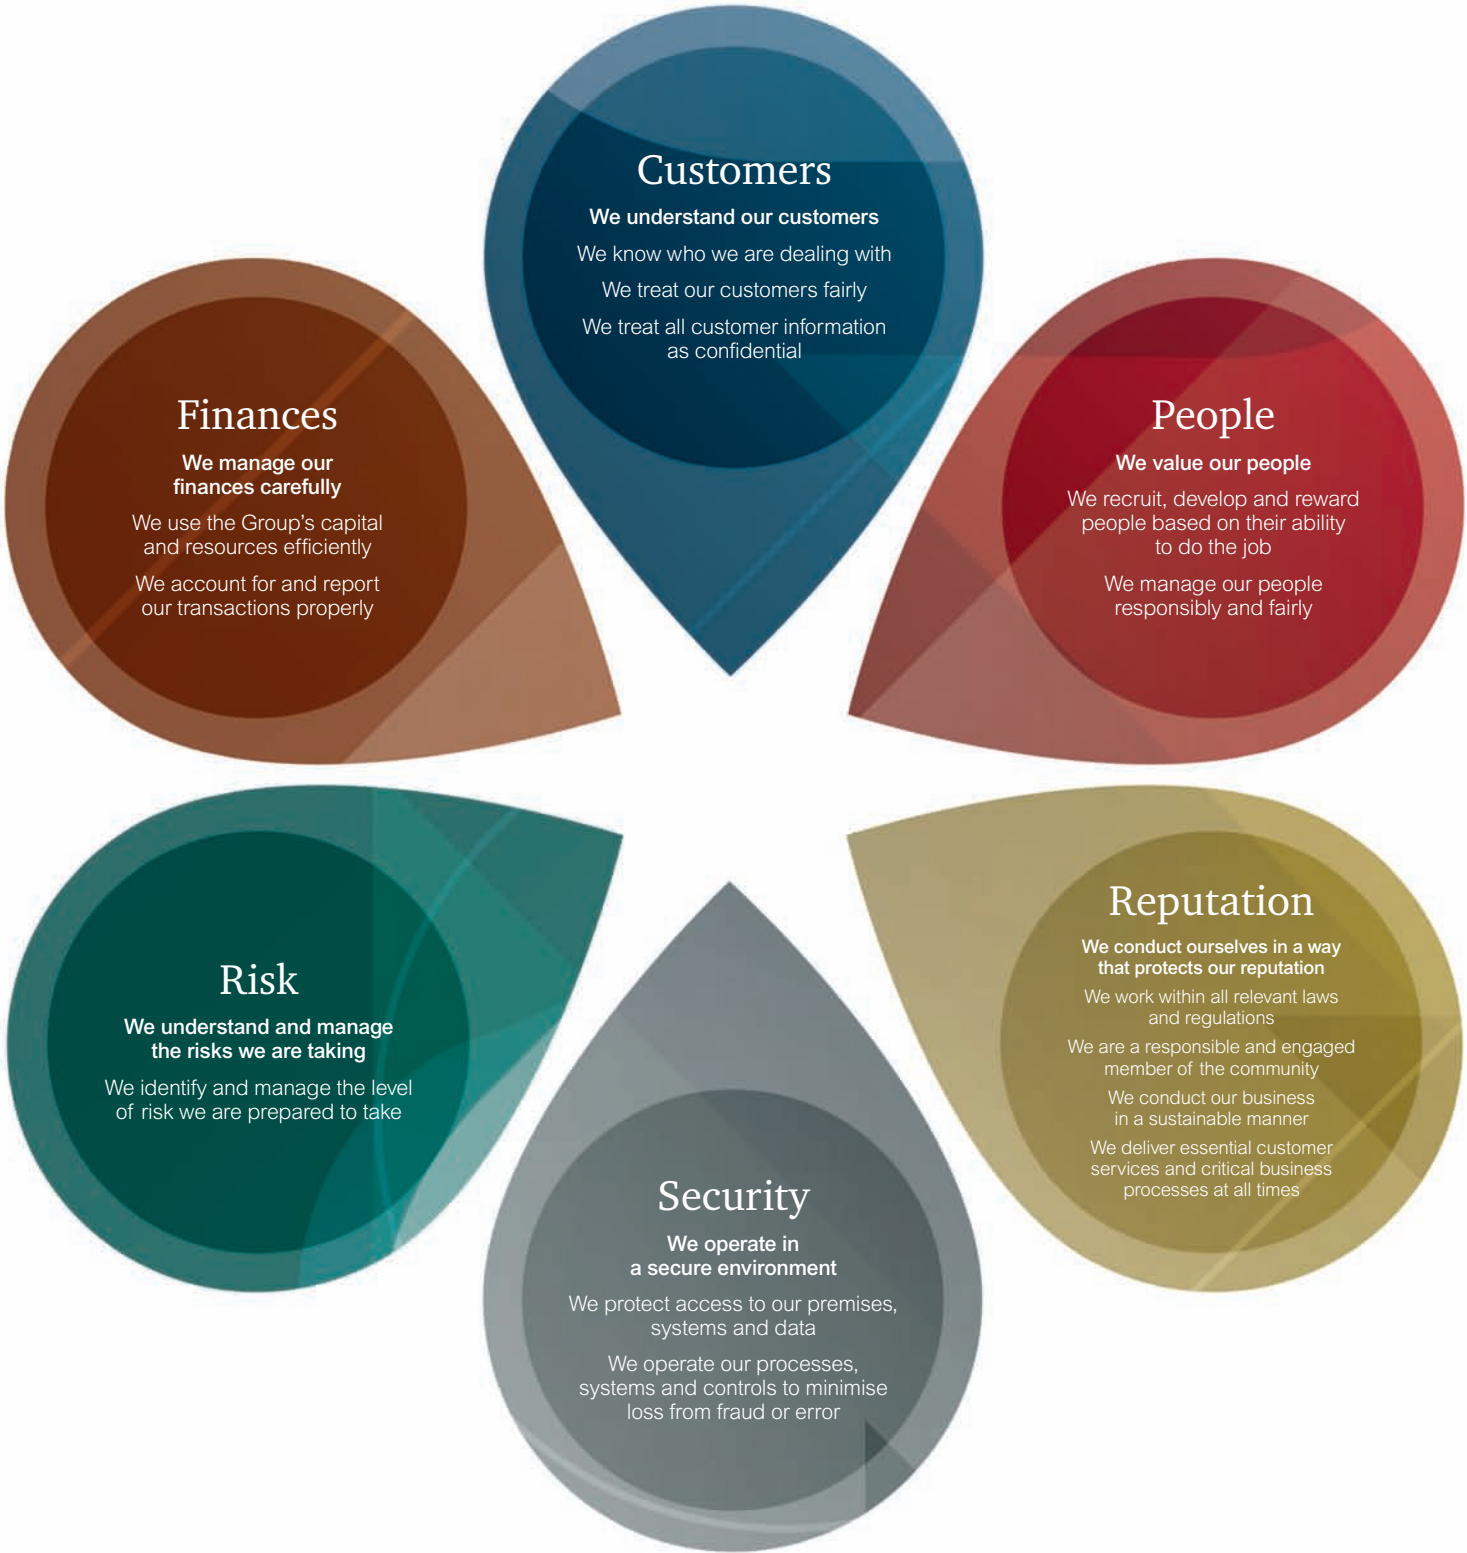 Customers
We understand our customers
We know who we are dealing with
We treat our customers fairly
We treat all customer information
as confidential
Finances
We manage our
finances carefully
We use the Group's capital
and resources efficiently
We account for and report
our transactions properly
People
We value our people
We recruit, develop and reward
people based on their ability
to do the job
We manage our people
responsibly and fairly
Risk
We understand and manage
the risks we are taking
We identify and manage the level
of risk we are prepared to take
Reputation
We conduct ourselves in a way
that protects our reputation
We work within all relevant laws
and regulations
We are a responsible and engaged
member of the community
We conduct our business
in a sustainable manner
We deliver essential customer
services and critical business
processes at all times
Security
We operate in
a secure environment
We protect access to our premises,
systems and data
We operate our processes,
systems and controls to minimise
loss from fraud or error